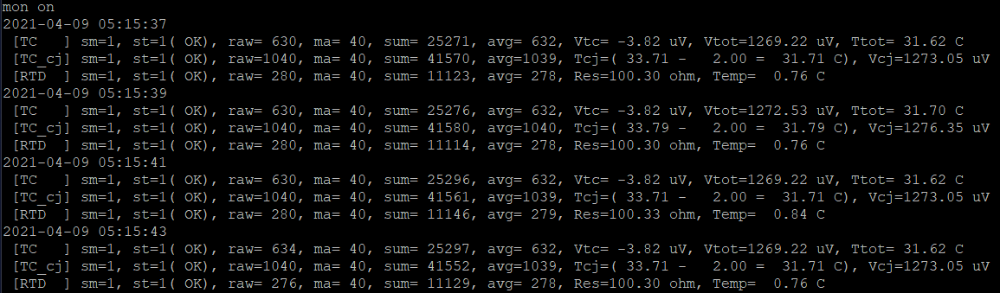 mon on
2021-04-09 05:15:37
 [TC   ] sm=1, st=1( OK), raw= 630, ma= 40, sum= 25271, avg= 632, Vtc= -3.82 uV, Vtot=1269.22 uV, Ttot= 31.62 C
 [TC_cj] sm=1, st=1( OK), raw=1040, ma= 40, sum= 41570, avg=1039, Tcj=( 33.71 -   2.00 =  31.71 C), Vcj=1273.05 uV
 [RTD  ] sm=1, st=1( OK), raw= 280, ma= 40, sum= 11123, avg= 278, Res=100.30 ohm, Temp=  0.76 C
2021-04-09 05:15:39
 [TC   ] sm=1, st=1( OK), raw= 630, ma= 40, sum= 25276, avg= 632, Vtc= -3.82 uV, Vtot=1272.53 uV, Ttot= 31.70 C
 [TC_cj] sm=1, st=1( OK), raw=1040, ma= 40, sum= 41580, avg=1040, Tcj=( 33.79 -   2.00 =  31.79 C), Vcj=1276.35 uV
 [RTD  ] sm=1, st=1( OK), raw= 280, ma= 40, sum= 11114, avg= 278, Res=100.30 ohm, Temp=  0.76 C
2021-04-09 05:15:41
 [TC   ] sm=1, st=1( OK), raw= 630, ma= 40, sum= 25296, avg= 632, Vtc= -3.82 uV, Vtot=1269.22 uV, Ttot= 31.62 C
 [TC_cj] sm=1, st=1( OK), raw=1040, ma= 40, sum= 41561, avg=1039, Tcj=( 33.71 -   2.00 =  31.71 C), Vcj=1273.05 uV
 [RTD  ] sm=1, st=1( OK), raw= 280, ma= 40, sum= 11146, avg= 279, Res=100.33 ohm, Temp=  0.84 C
2021-04-09 05:15:43
 [TC   ] sm=1, st=1( OK), raw= 634, ma= 40, sum= 25297, avg= 632, Vtc= -3.82 uV, Vtot=1269.22 uV, Ttot= 31.62 C
 [TC_cj] sm=1, st=1( OK), raw=1040, ma= 40, sum= 41552, avg=1039, Tcj=( 33.71 -   2.00 =  31.71 C), Vcj=1273.05 uV
 [RTD  ] sm=1, st=1( OK), raw= 276, ma= 40, sum= 11129, avg= 278, Res=100.30 ohm, Temp=  0.76 C